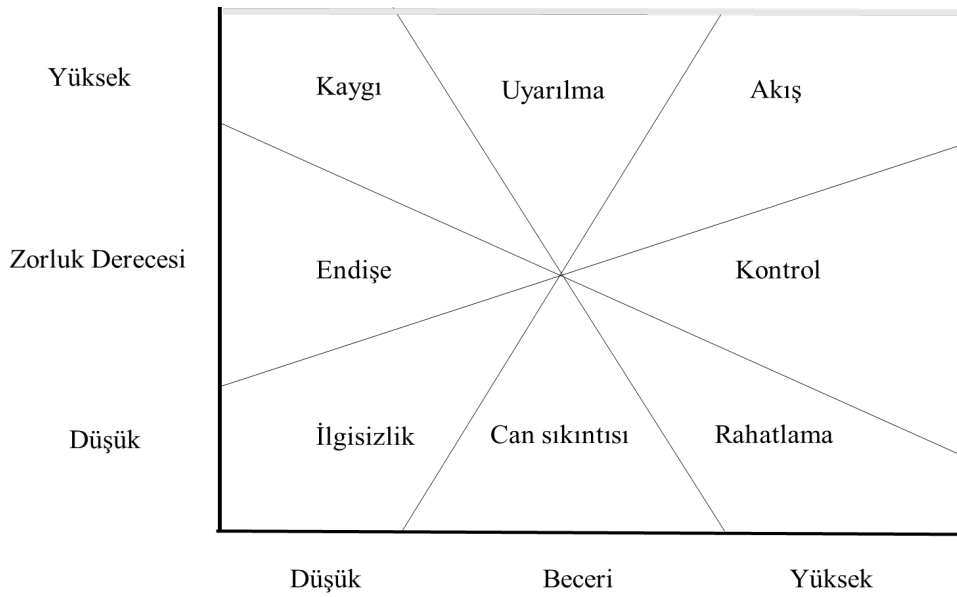 Yüksek
Kaygı
Uyarılma
Akış
Zorluk Derecesi
Endişe
Kontrol
Düşük
İlgisizlik
Can sıkıntısı
Rahatlama
Düşük
Beceri
Yüksek